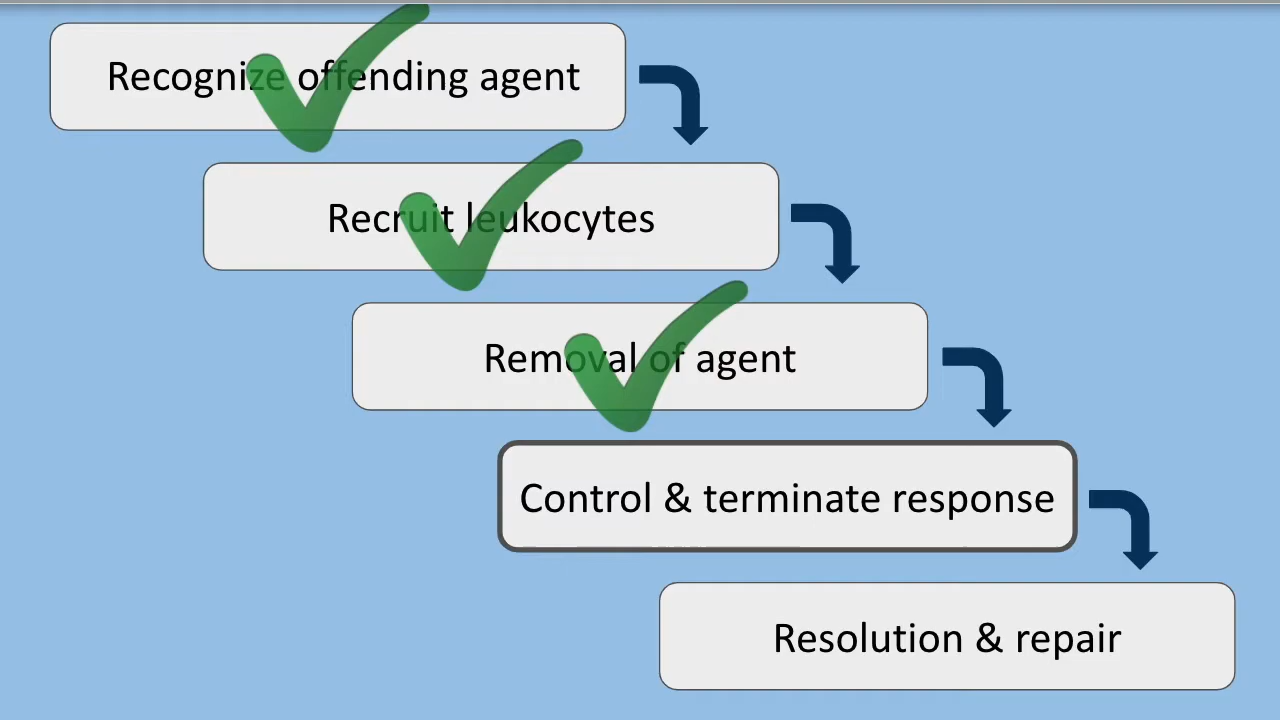 Recognize offending agent
Recruit leukocytes
Removal of agent
Control & terminate response
Resolution & repair